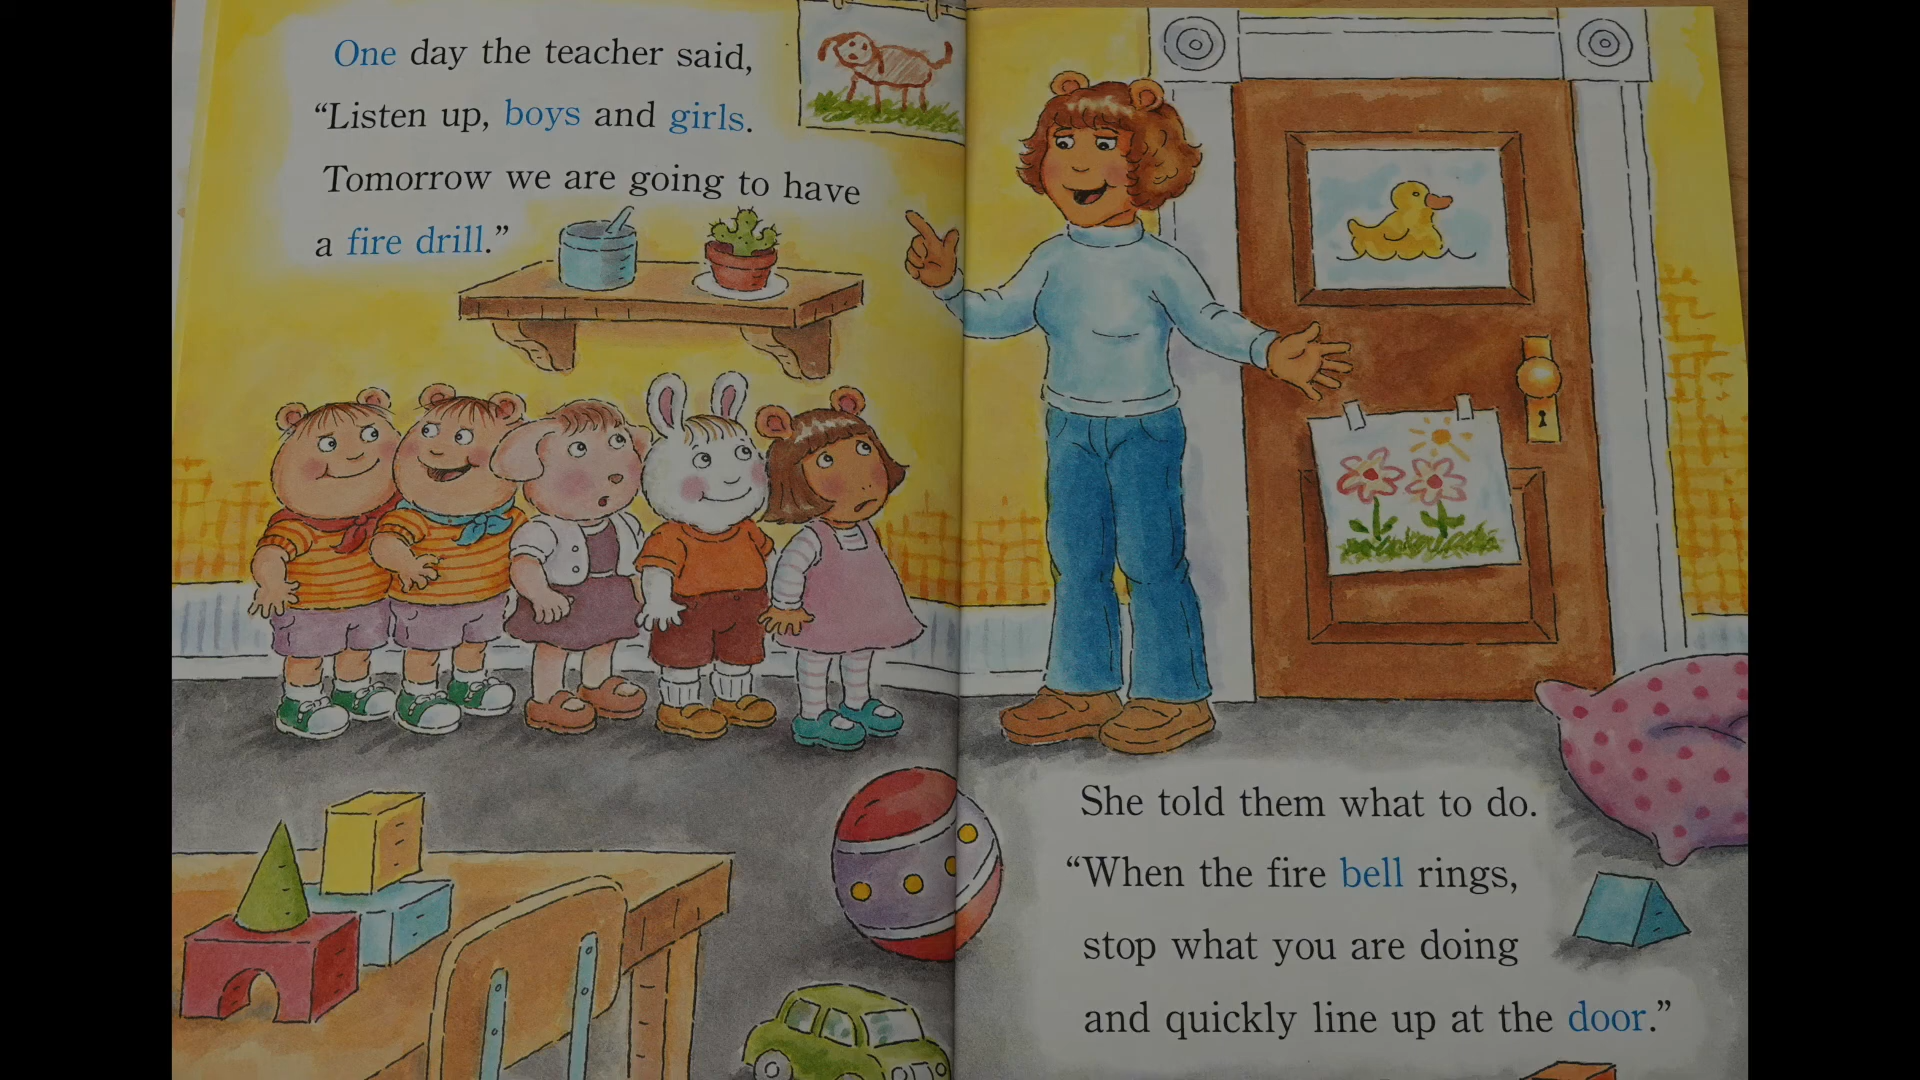 One day the teacher said,
“Listen up, boys and girls.
Tomorrow we are going to have
a fire drill.”
She told them what to do.
“When the fire bell rings,
stop what you are doing
and quickly line up at the door.”